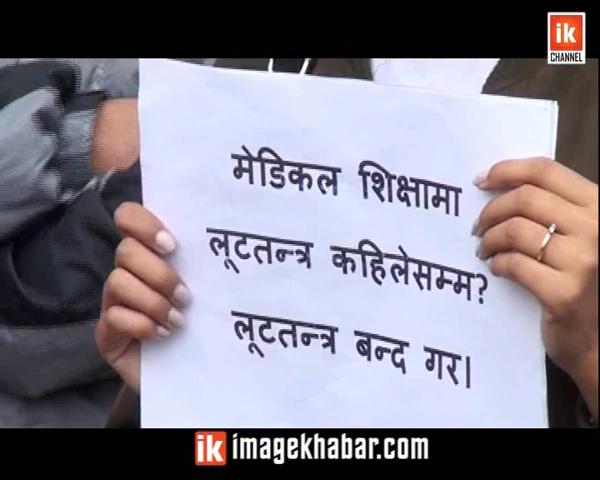 ik
CHANNEL
मेडिकल शिक्षामा
लूटतन्त्र कहिलेसम्म?
लूटतन्त्र बन्द गर।
ik imagekhabar.com